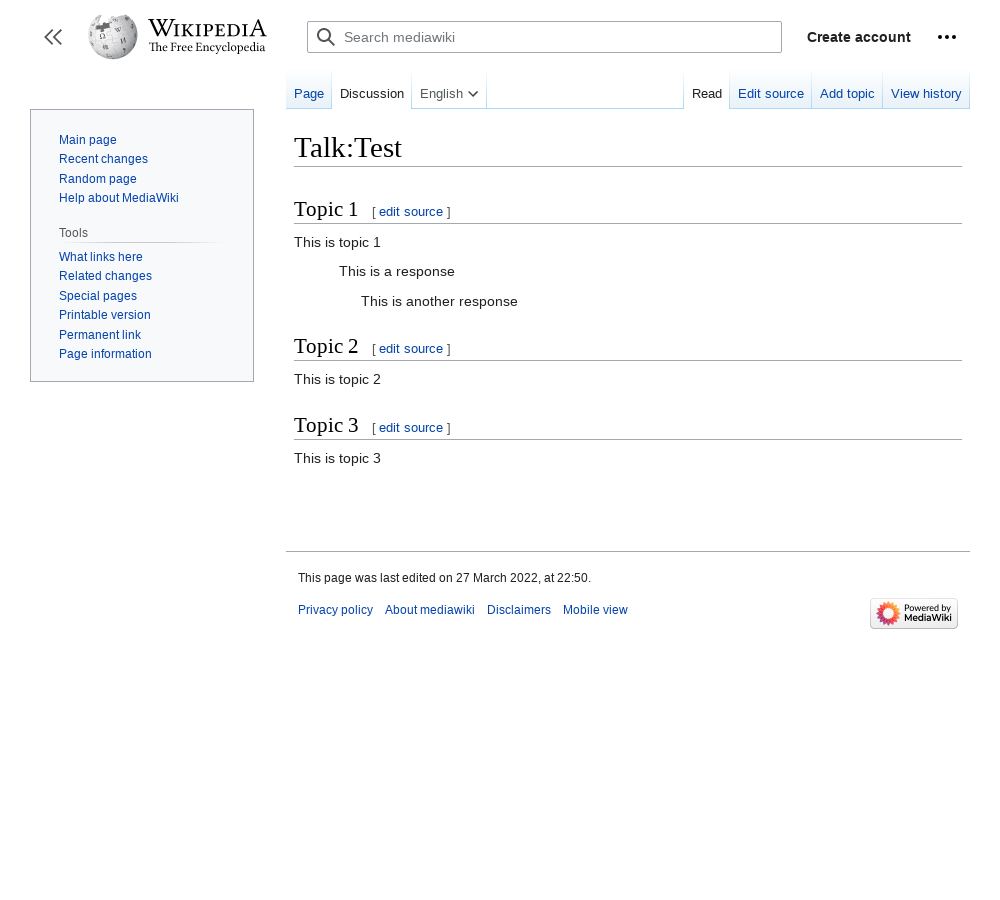 WIKIPEDIA
The Free Encyclopedia
Search mediawiki
Create account
Page
Discussion
English
Read
Edit source
Add topic
View history
Main page
Recent changes
Random page
Help about MediaWiki
Tools
What links here
Related changes
Special pages
Printable version
Permanent link
Page information
Talk:Test
Topic 1 [ edit source ]
This is topic 1
This is a response
This is another response
Topic 2 [ edit source ]
This is topic 2
Topic 3 [ edit source ]
This is topic 3
This page was last edited on 27 March 2022, at 22:50.
Privacy policy
About mediawiki
Disclaimers
Mobile view
Powered by
MediaWiki